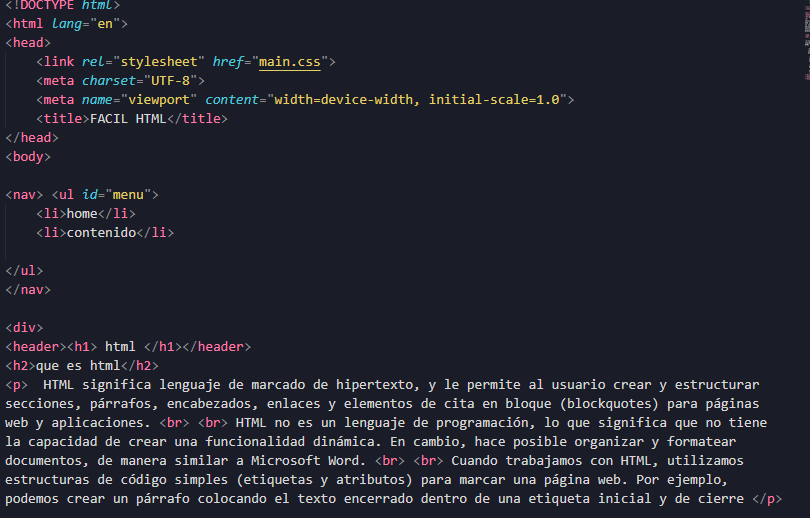 <!DOCTYPE html>
<html lang="en">
<head>
    <link rel="stylesheet" href="main.css">
    <meta charset="UTF-8">
    <meta name="viewport" content="width=device-width, initial-scale=1.0">
    <title>FACIL HTML</title>
</head>
<body>
<nav> <ul id="menu">
    <li>home</li>
    <li>contenido</li>
</ul>
</nav>
<div>
<header><h1> html </h1></header>
<h2>que es html</h2>
<p>  HTML significa lenguaje de marcado de hipertexto, y le permite al usuario crear y estructurar
secciones, párrafos, encabezados, enlaces y elementos de cita en bloque (blockquotes) para páginas
web y aplicaciones. <br> <br> HTML no es un lenguaje de programación, lo que significa que no tiene
la capacidad de crear una funcionalidad dinámica. En cambio, hace posible organizar y formatear
documentos, de manera similar a Microsoft Word. <br> <br> Cuando trabajamos con HTML, utilizamos
estructuras de código simples (etiquetas y atributos) para marcar una página web. Por ejemplo,
podemos crear un párrafo colocando el texto encerrado dentro de una etiqueta inicial y de cierre </p>